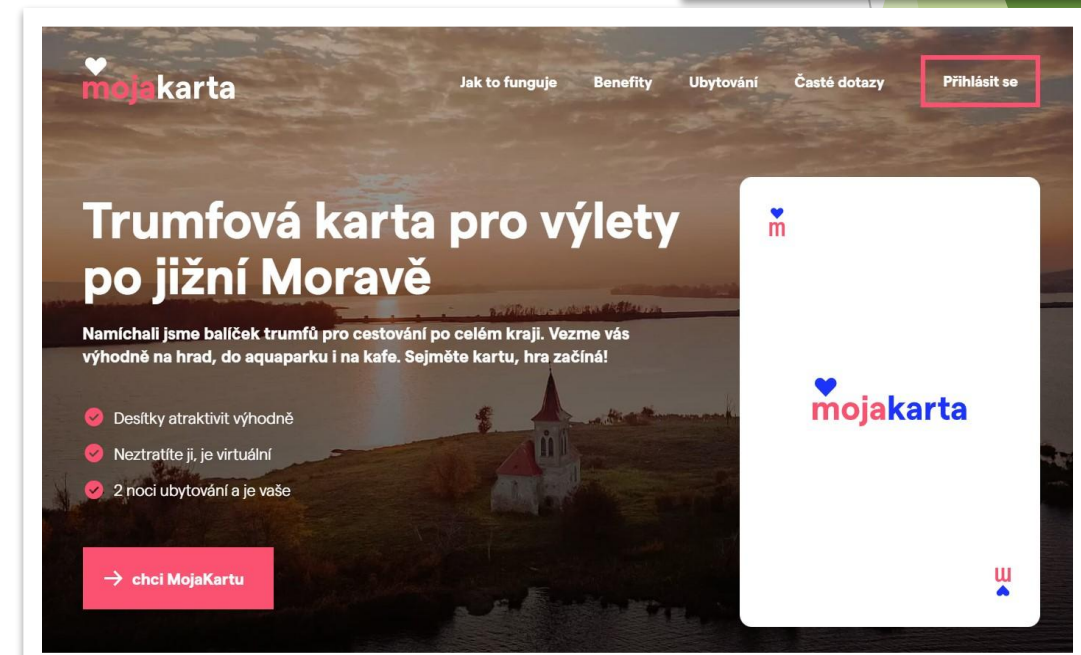 mojakarta
Jak to funguje
Benefity
Ubytování
Časté dotazy
Přihlásit se
Trumfová karta pro výlety
po jižní Moravě
Namíchali jsme balíček trumfů pro cestování po celém kraji. Vezme vás
výhodně na hrad, do aquaparku i na kafe. Sejměte kartu, hra začíná!
Desítky atraktivit výhodně
Neztratíte ji, je virtuální
2 noci ubytování a je vaše
→ chci MojaKartu
m
mojakarta
m